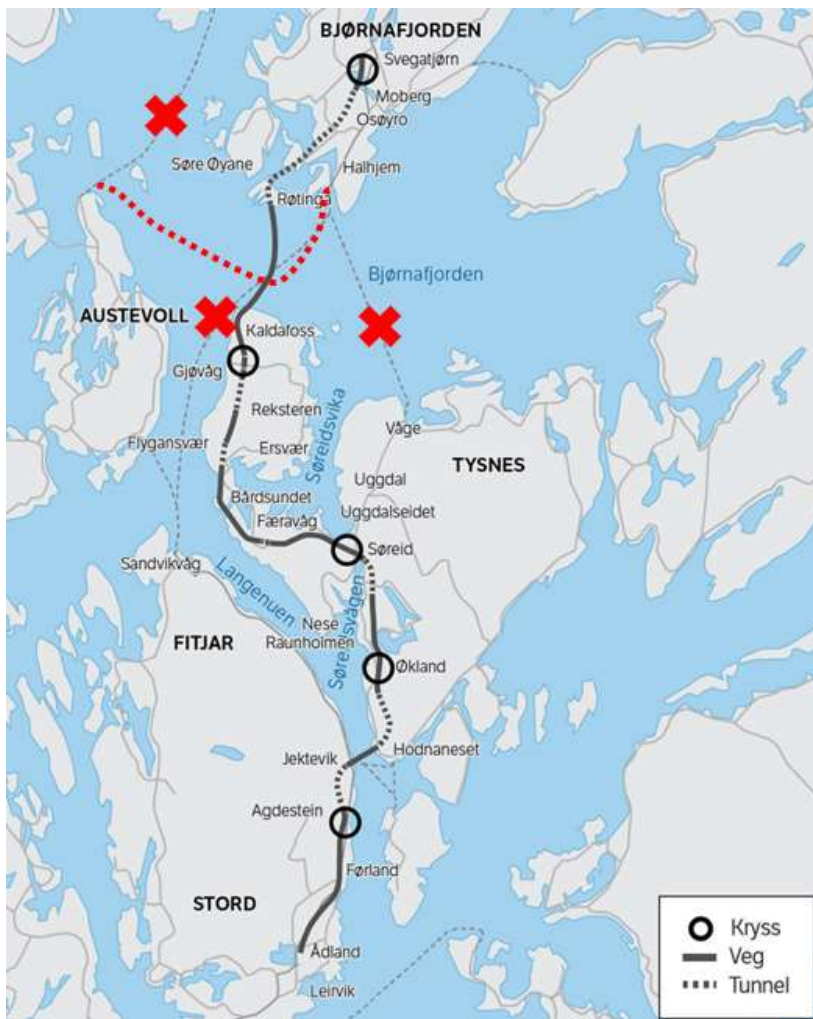 BJØRNAFJORDEN
Svegatjørn
Moberg
Osøyro
Søre Øyane
Halhjem
Røtinga
Bjørnafjorden
AUSTEVOLL
Kaldafoss
Gjøvåg
Reksteren
Søreidsvika
Våge
Flygansvær
Ersvær
TYSNES
Uggdal
Bårdsundet
Færavåg
Uggdalseidet
Søreid
Sandvikvåg
Langenuen
Nese
Raunholmen
Søreidsvågen
FITJAR
Økland
Jektevik
Hodnaneset
Agdestein
Førland
STORD
Ådland
Leirvik
Kryss
Veg
Tunnel